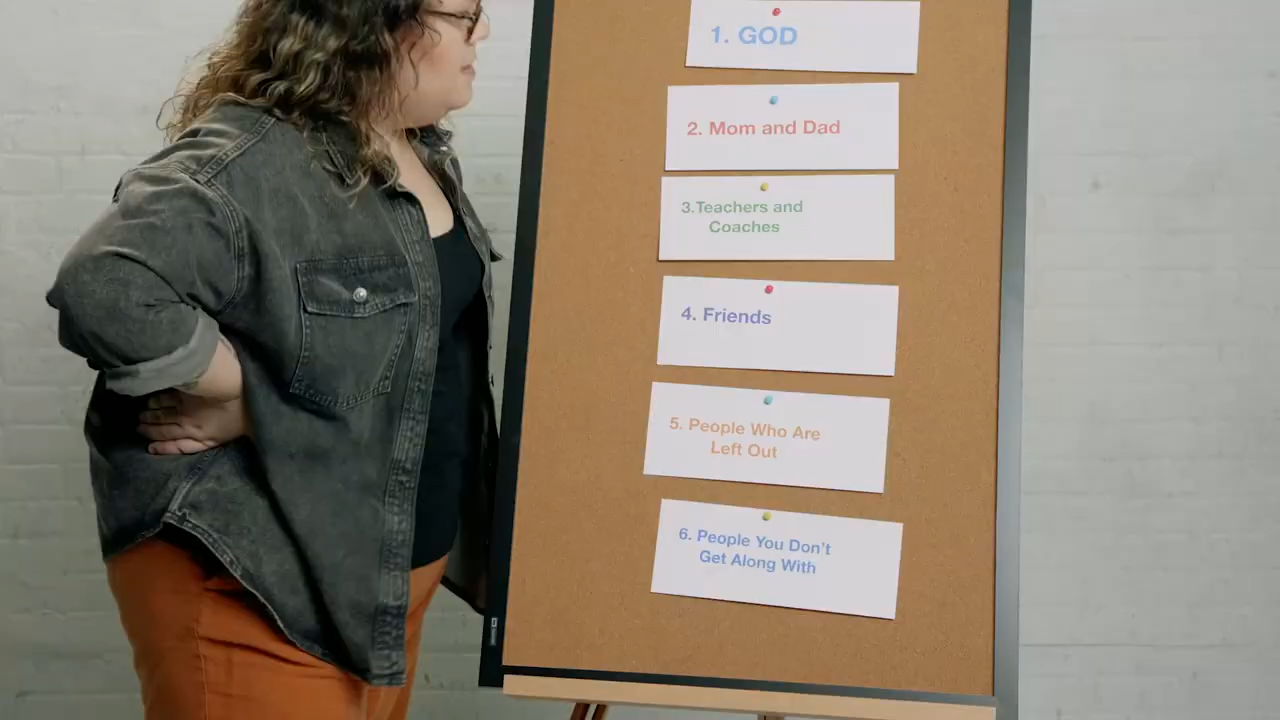 1. GOD
2. Mom and Dad
3.Teachers and
Coaches
4. Friends
5. People Who Are
Left Out
6. People You Don't
Get Along With